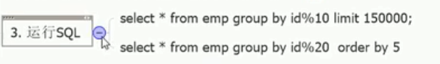 select * from emp group by id%10 limit 150000;
3. 运行SQL
select * from emp group by id%20 order by 5